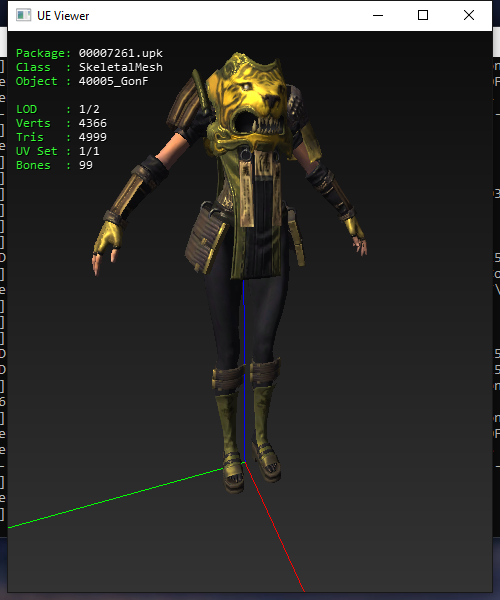 UE Viewer
Package: 00007261.upk
Class : SkeletalMesh
Object : 40005_GonF
LOD : 1/2
Verts : 4366
Tris : 4999
UV Set : 1/1
Bones : 99